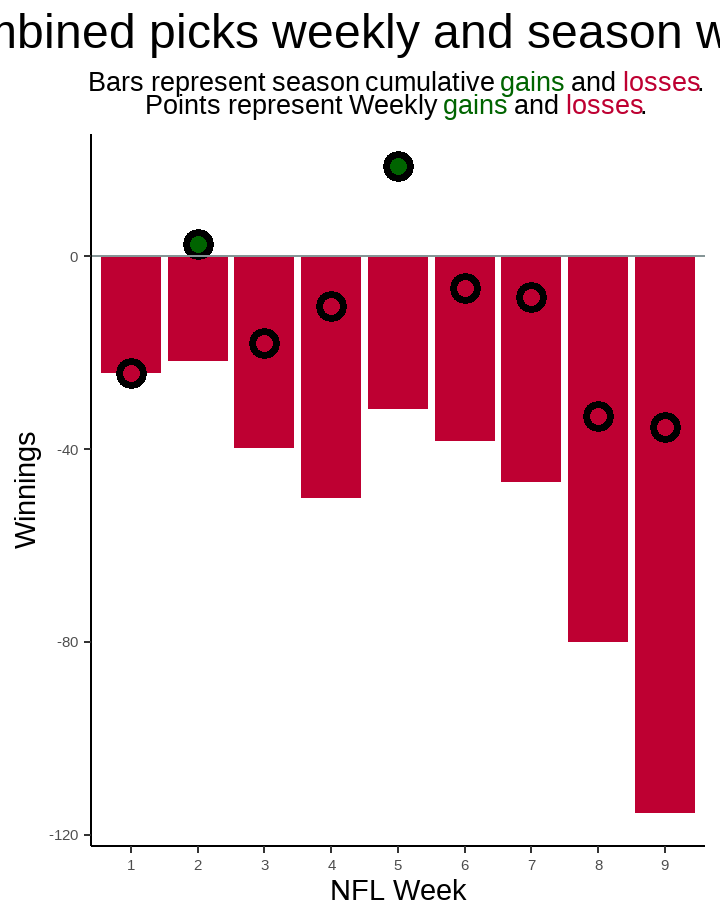 mbined picks weekly and season w
Bars represent season cumulative gains and losses.
Points represent Weekly gains and losses.
Winnings
0
-40
-80
-120
1 2 3 4 5 6 7 8 9
NFL Week